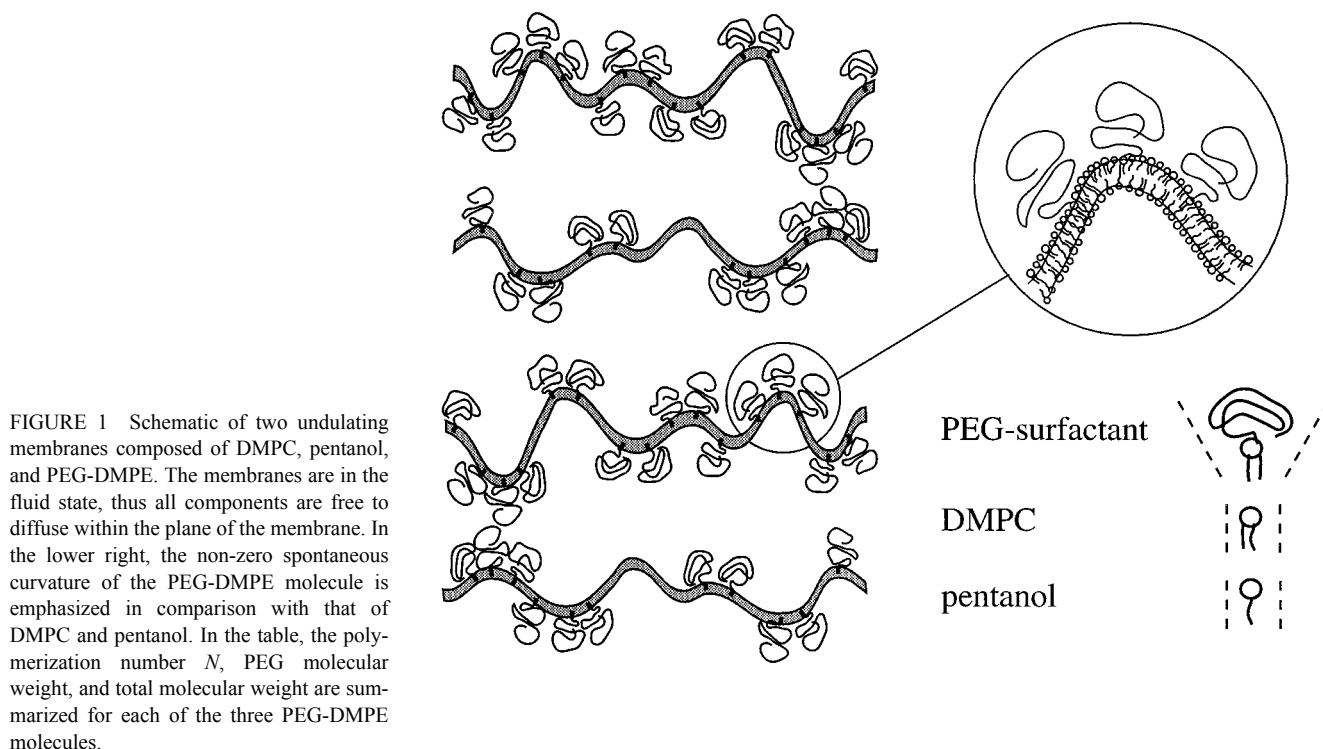 FIGURE 1 Schematic of two undulating
membranes composed of DMPC, pentanol,
and PEG-DMPE. The membranes are in the
fluid state, thus all components are free to
diffuse within the plane of the membrane. In
the lower right, the non-zero spontaneous
curvature of the PEG-DMPE molecule is
emphasized in comparison with that of
DMPC and pentanol. In the table, the poly-
merization number N, PEG molecular
weight, and total molecular weight are sum-
marized for each of the three PEG-DMPE
molecules.
PEG-surfactant
DMPC
pentanol